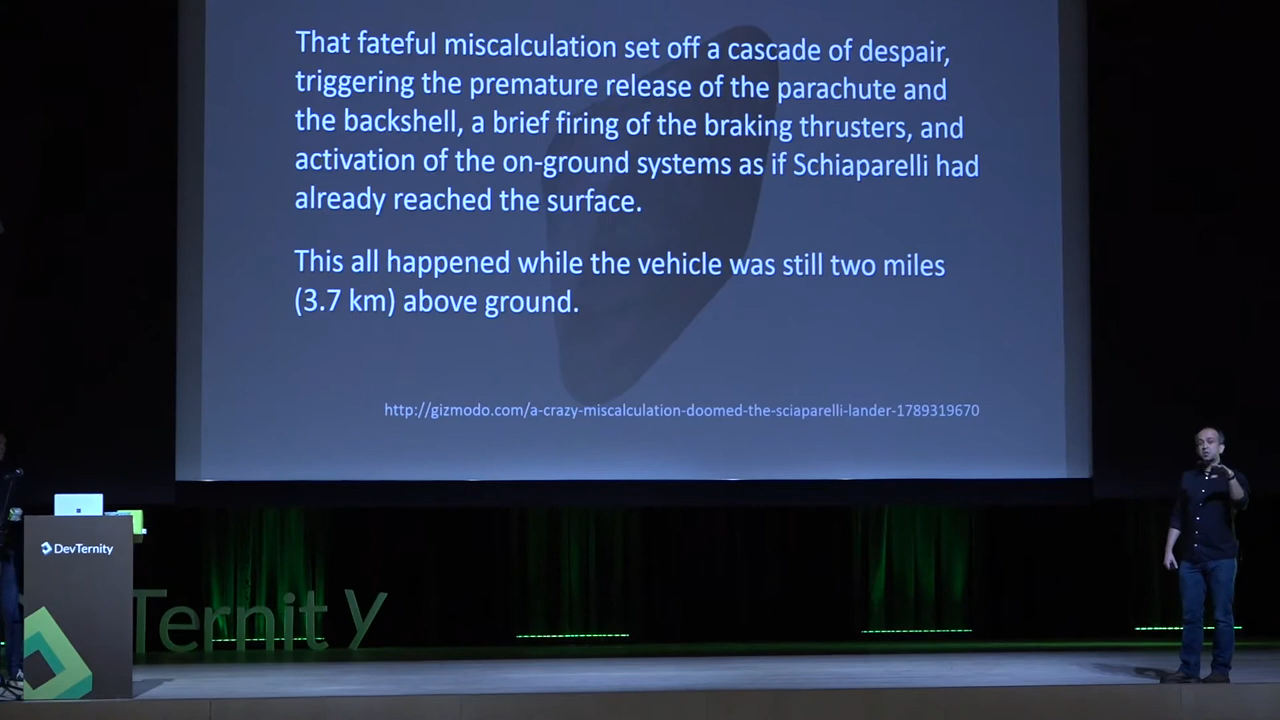 That fateful miscalculation set off a cascade of despair,
triggering the premature release of the parachute and
the backshell, a brief firing of the braking thrusters, and
activation of the on-ground systems as if Schiaparelli had
already reached the surface.
This all happened while the vehicle was still two miles
(3.7 km) above ground.
http://gizmodo.com/a-crazy-miscalculation-doomed-the-sciaparelli-lander-1789319670
DevTernity
Ternity